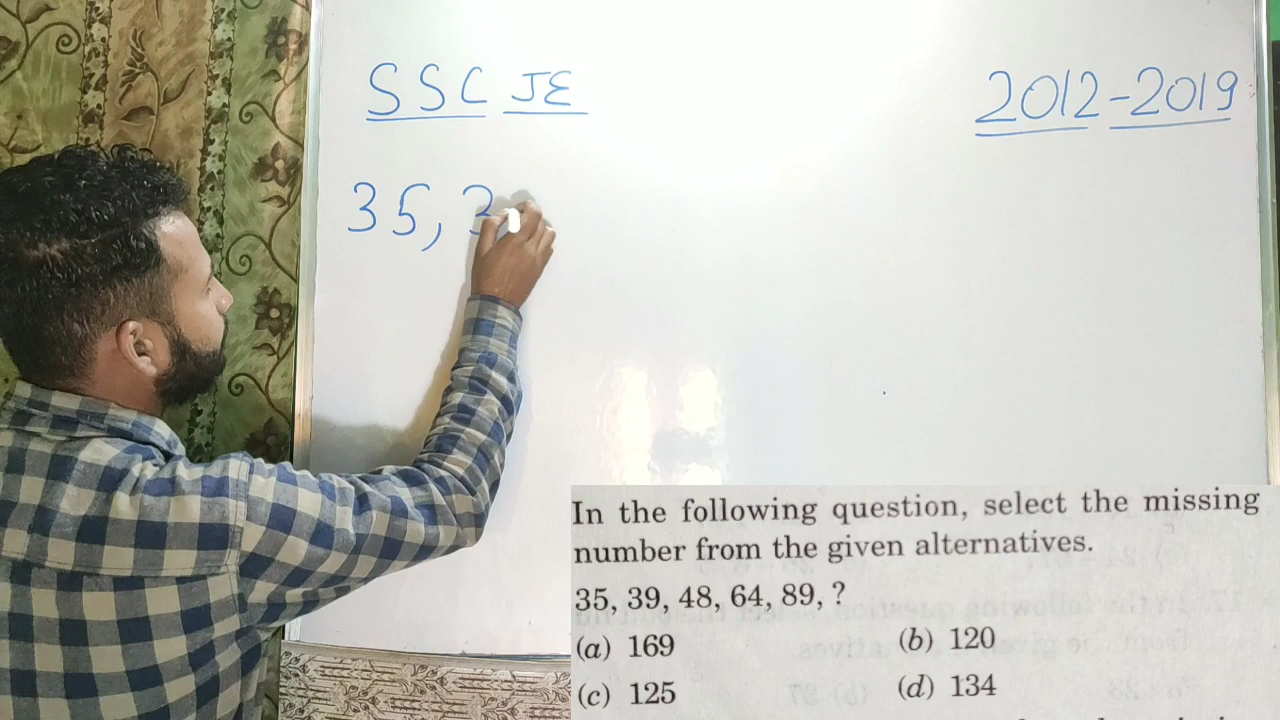 SSC JE
2012-2019
35, 3
In the following question, select the missing
number from the given alternatives.
35, 39, 48, 64, 89, ?
(a) 169
(b) 120
(c) 125
(d) 134